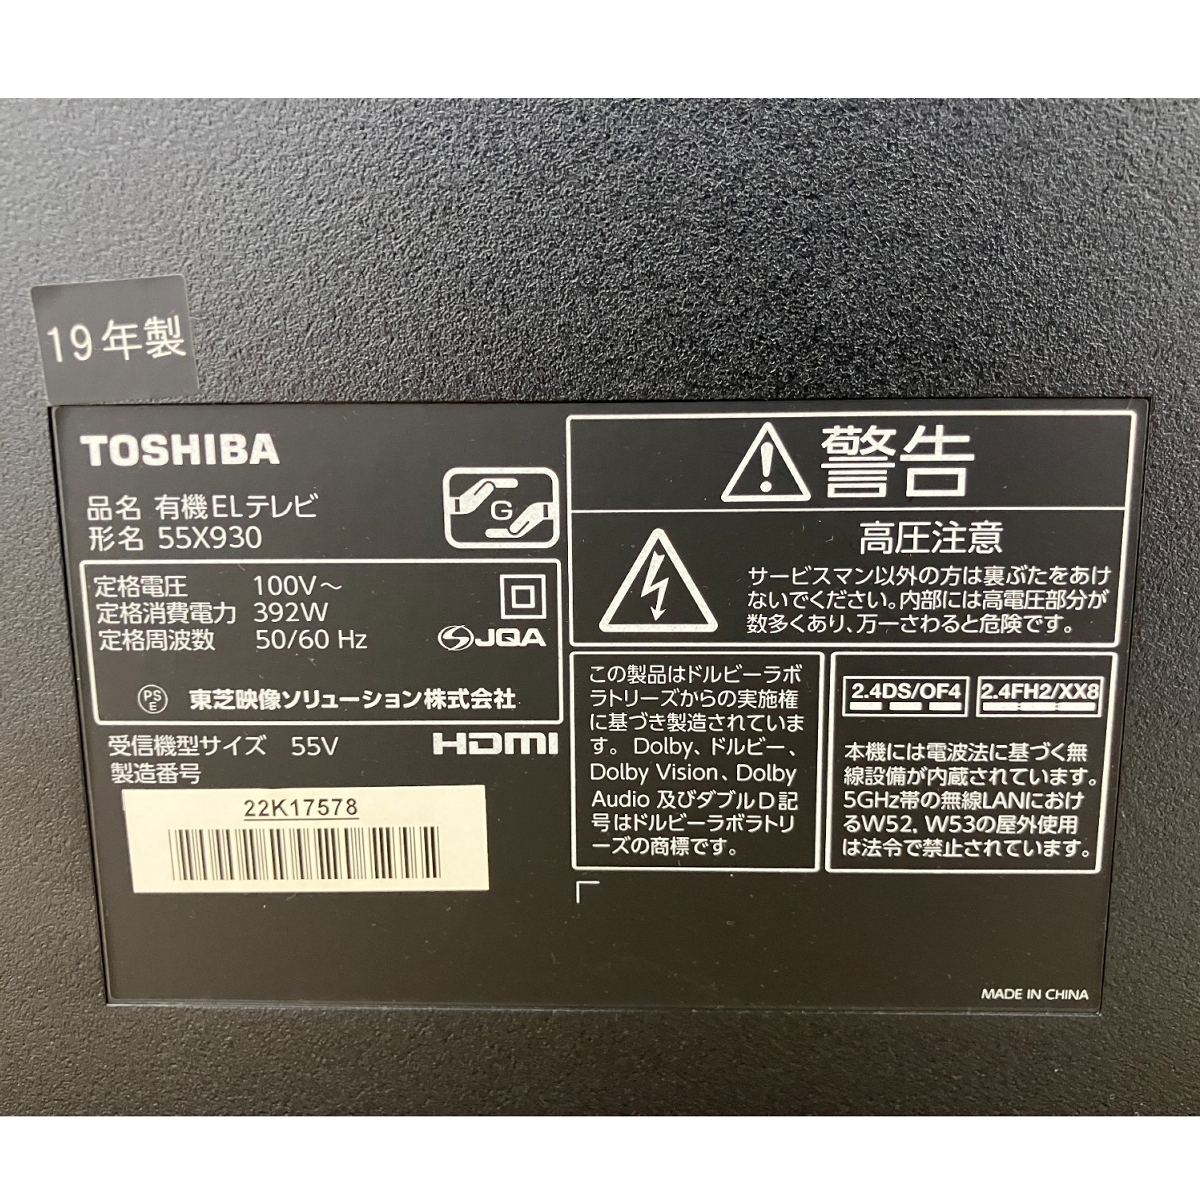 19年製
TOSHIBA
品名 有機ELテレビ
形名 55X930
G
定格電圧 100V～
定格消費電力 392W
定格周波数 50/60 Hz
JQA
PS
E
東芝映像ソリューション株式会社
受信機型サイズ 55V
HDMI
製造番号
22K17578
警告
高圧注意
サービスマン以外の方は裏ぶたをあけ
ないでください。内部には高電圧部分が
数多くあり、万一さわると危険です。
この製品はドルビーラボ
ラトリーズからの実施権
に基づき製造されていま
す。Dolby、ドルビー、
Dolby Vision、Dolby
Audio 及びダブルD記
号はドルビーラボラトリ
ーズの商標です。
2.4DS/OF4 2.4FH2/XX8
本機には電波法に基づく無
線設備が内蔵されています。
5GHz帯の無線LANにおけ
るW52, W53の屋外使用
は法令で禁止されています。
MADE IN CHINA